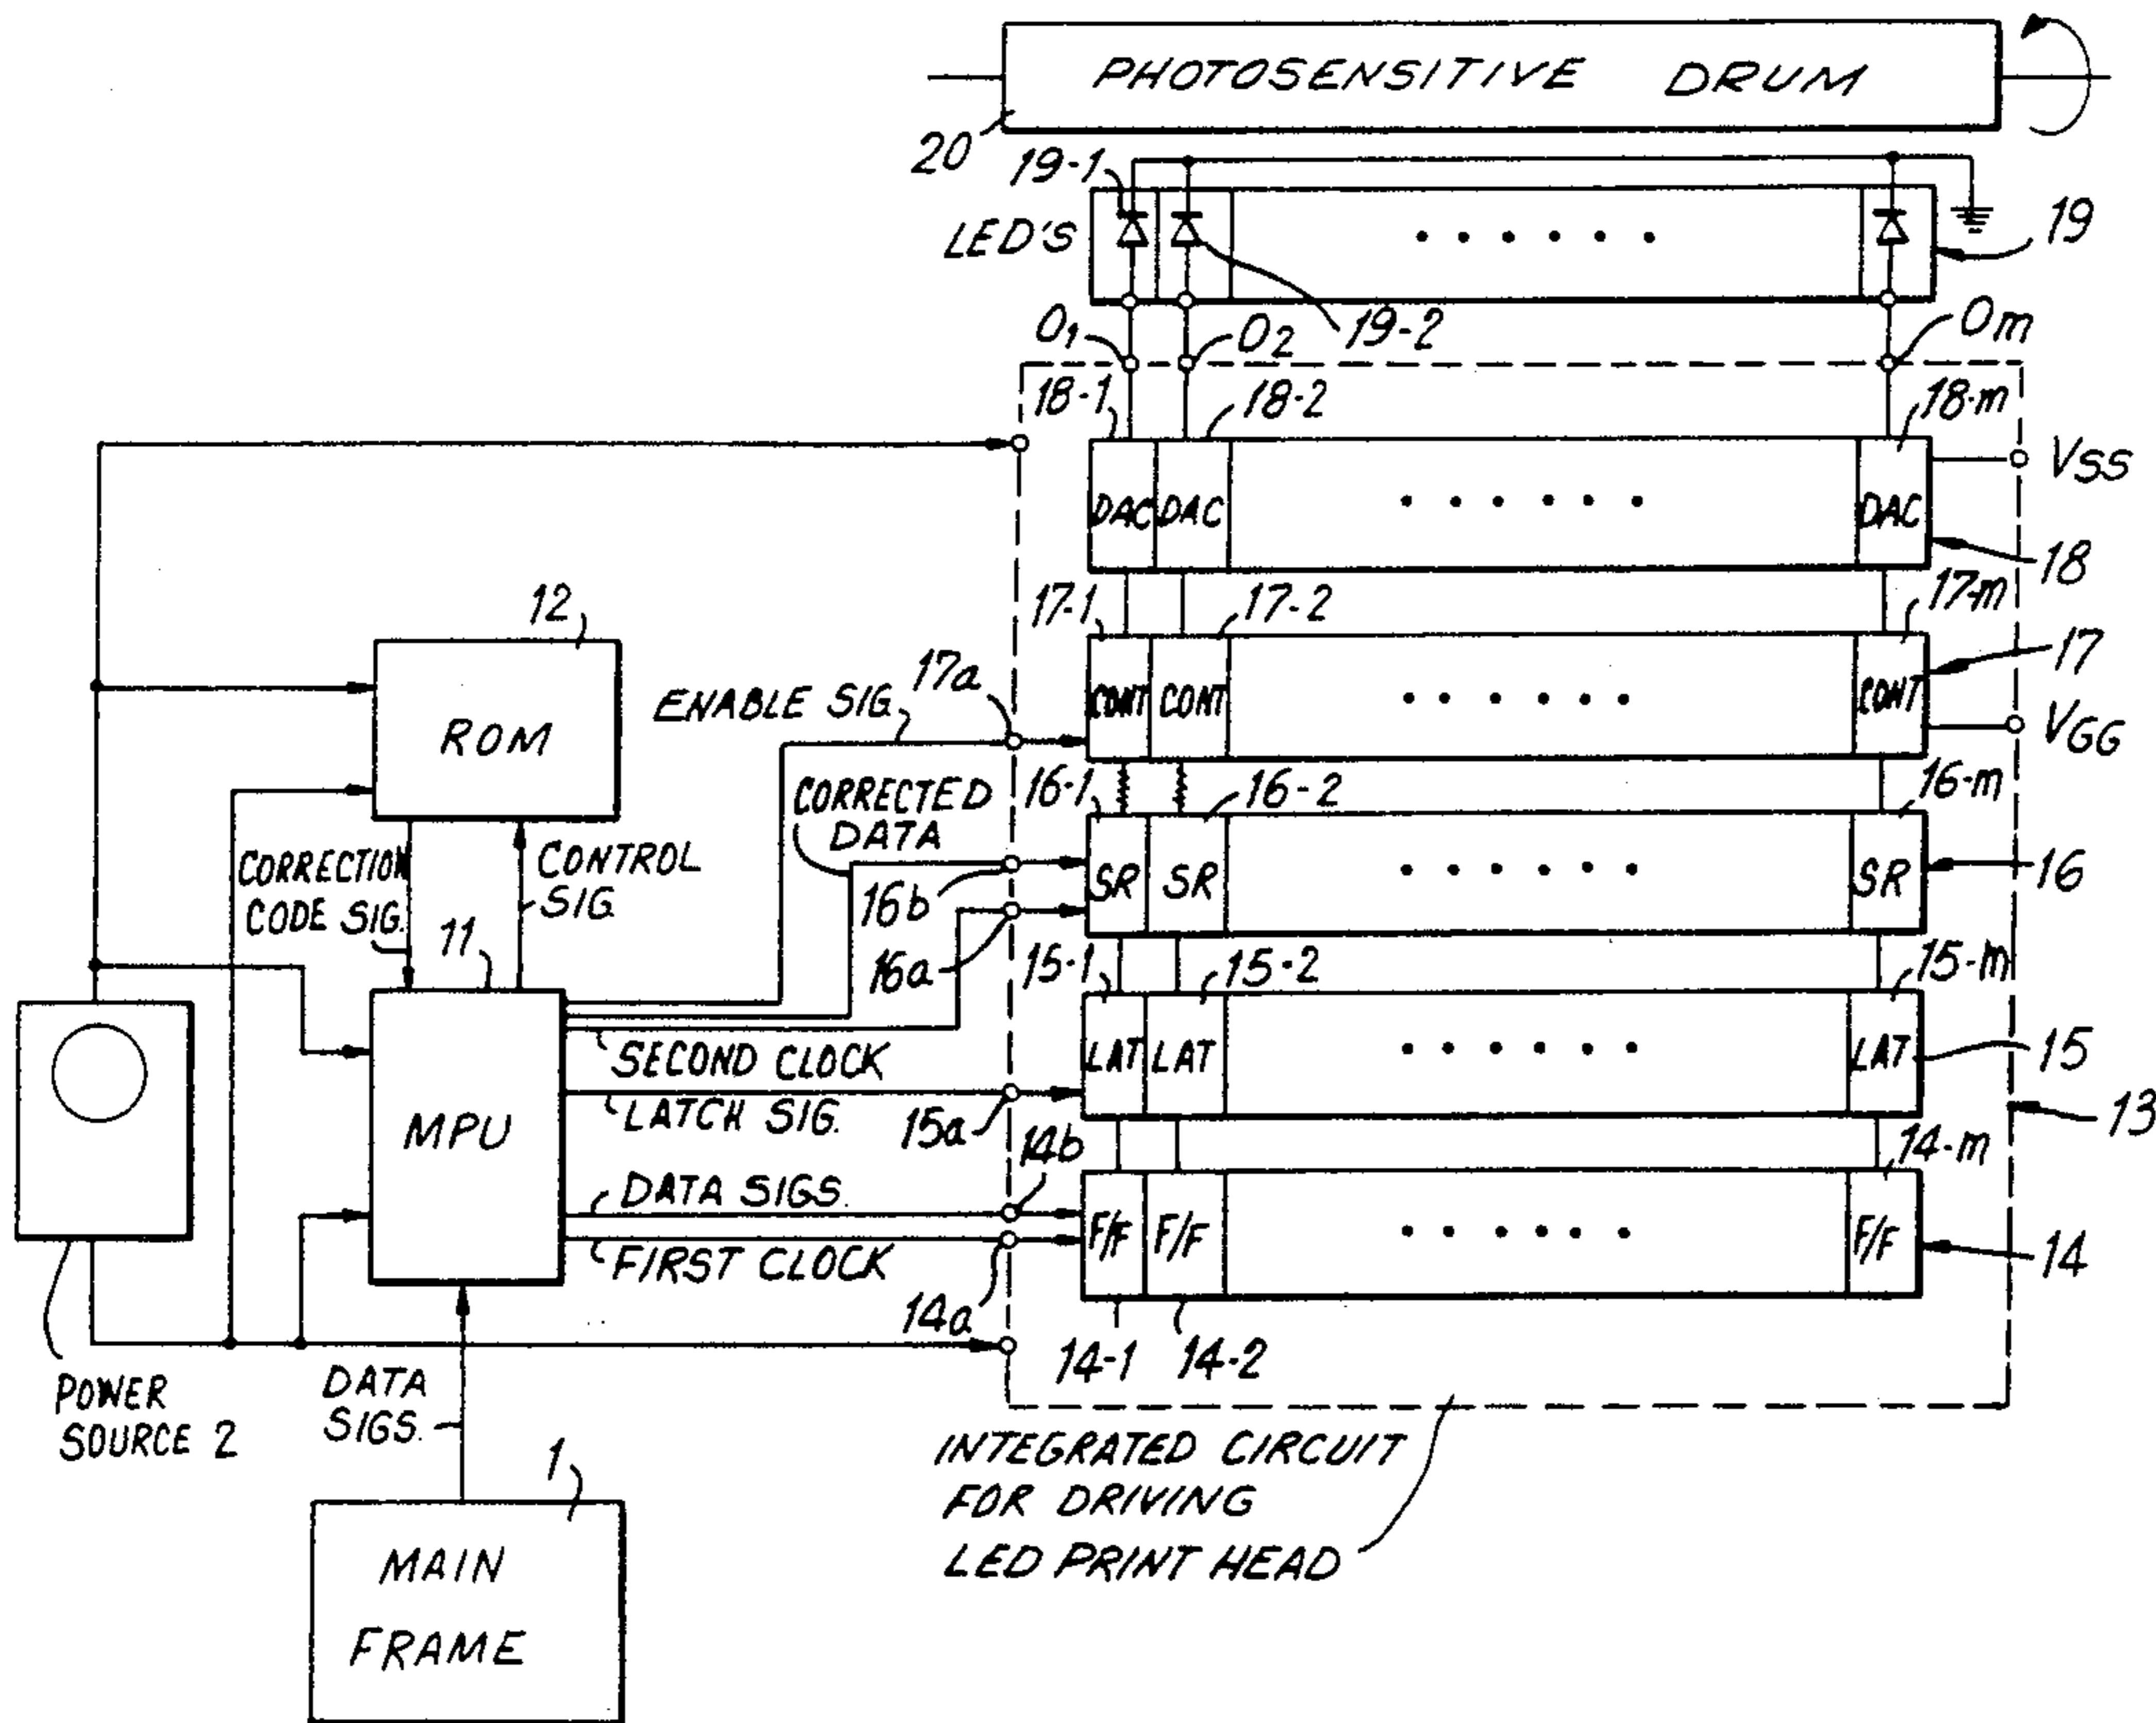 PHOTOSENSITIVE DRUM
20
19-1
LED'S
19
19-2
O1
O2
Om
18-1
18-2
18-m
VSS
DAC
DAC
DAC
18
17-1
17-2
17-m
12
ROM
ENABLE SIG.
17a
CONT
CONT
CONT
17
VGG
16-1
16-2
16-m
CORRECTED
DATA
CORRECTION
CODE SIG.
CONTROL
SIG
16b
SR
SR
SR
16
11
16a
15-1
15-2
15-m
SECOND CLOCK
LATCH SIG.
15a
LAT
LAT
LAT
15
13
MPU
14b
14-m
DATA SIGS.
FIRST CLOCK
14a
F/F
F/F
F/F
14
14-1
14-2
POWER
SOURCE 2
DATA
SIGS.
INTEGRATED CIRCUIT
FOR DRIVING
LED PRINT HEAD
1
MAIN
FRAME